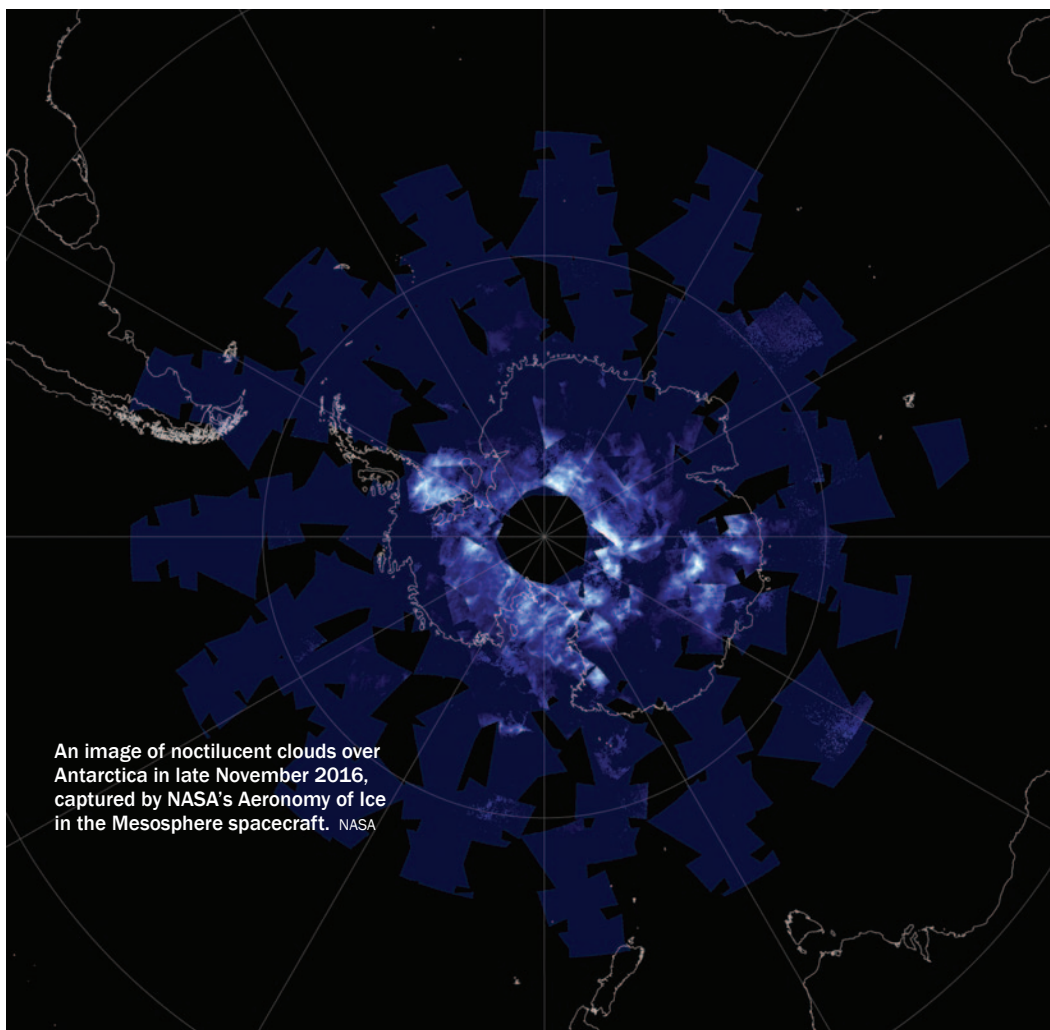 An image of noctilucent clouds over
Antarctica in late November 2016,
captured by NASA's Aeronomy of Ice
in the Mesosphere spacecraft. NASA